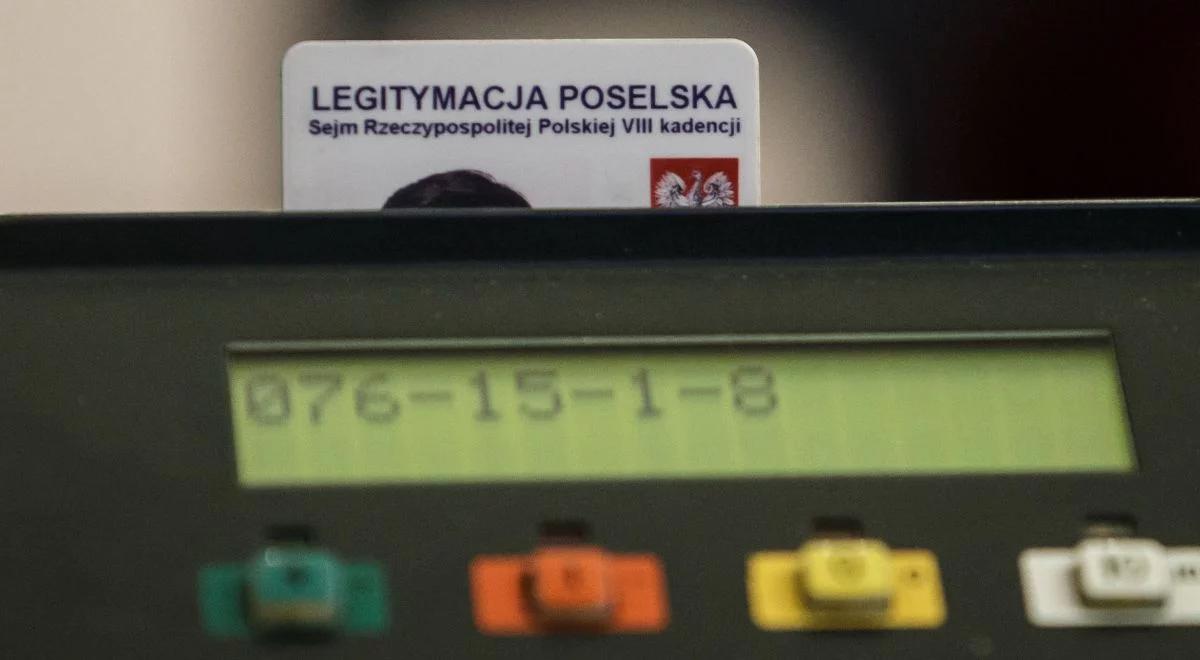 LEGITYMACJA POSELSKA
Sejm Rzeczypospolitej Polskiej VIII kadencji
076-15-1-8